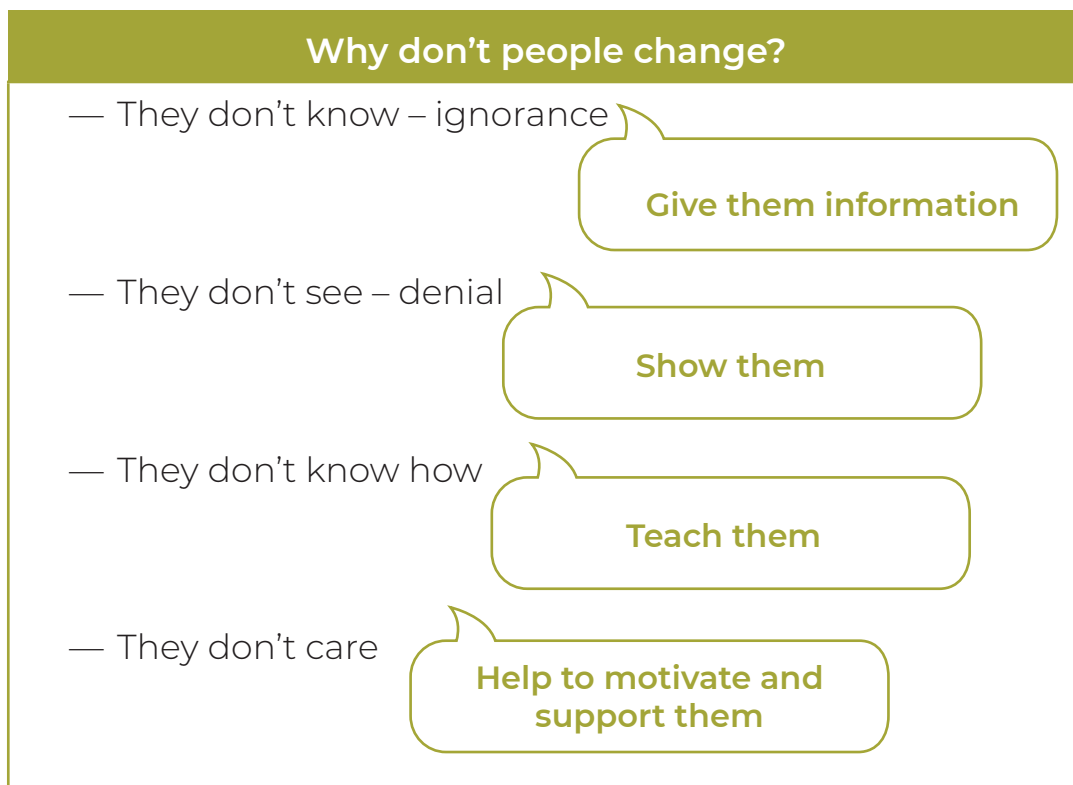 Why don’t people change?
— They don’t know – ignorance
Give them information
— They don’t see – denial
Show them
— They don’t know how
Teach them
— They don’t care
Help to motivate and
support them